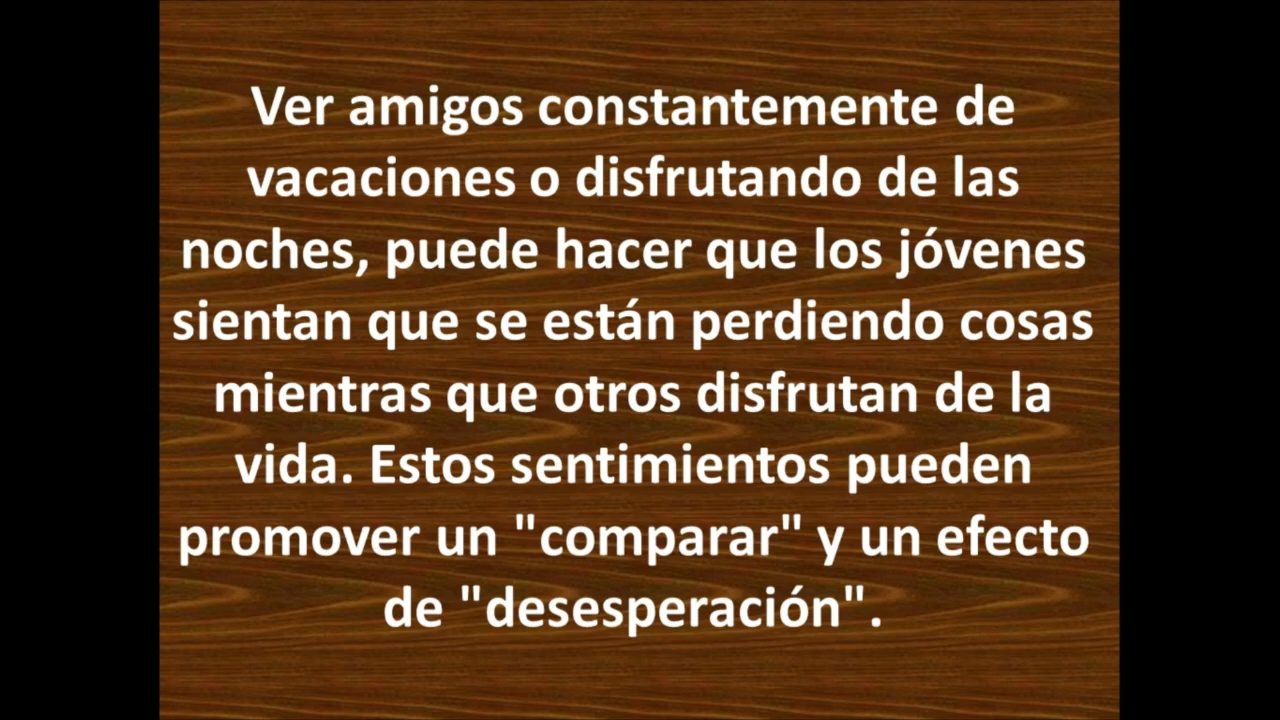 Ver amigos constantemente de
vacaciones o disfrutando de las
noches, puede hacer que los jóvenes
sientan que se están perdiendo cosas
mientras que otros disfrutan de la
vida. Estos sentimientos pueden
promover un "comparar" y un efecto
de "desesperación".